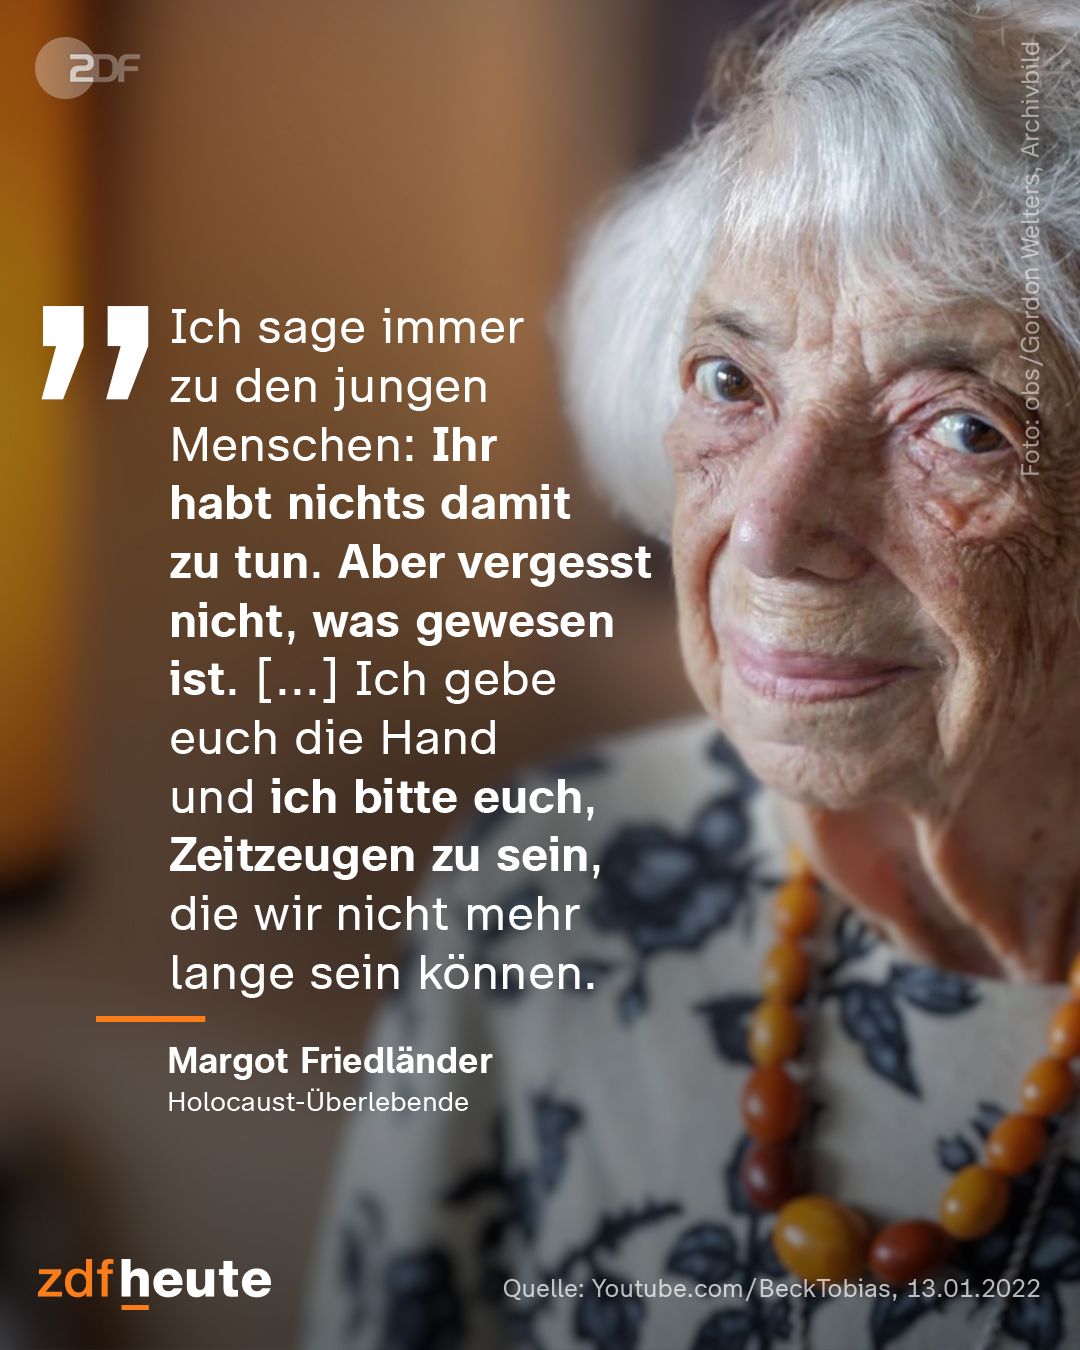 ZDF
Foto: obs/Gordon Welters, Archivbild
” Ich sage immer
zu den jungen
Menschen: Ihr
habt nichts damit
zu tun. Aber vergesst
nicht, was gewesen
ist. [...] Ich gebe
euch die Hand
und ich bitte euch,
Zeitzeugen zu sein,
die wir nicht mehr
lange sein können.
Margot Friedländer
Holocaust-Überlebende
zdfheute
Quelle: Youtube.com/BeckTobias, 13.01.2022